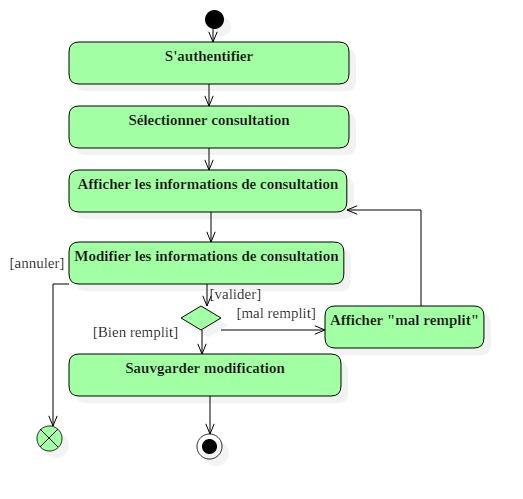 S'authentifier
Sélectionner consultation
Afficher les informations de consultation
Modifier les informations de consultation
[annuler]
[valider]
[mal remplit]
Afficher "mal remplit"
[Bien remplit]
Sauvgarder modification